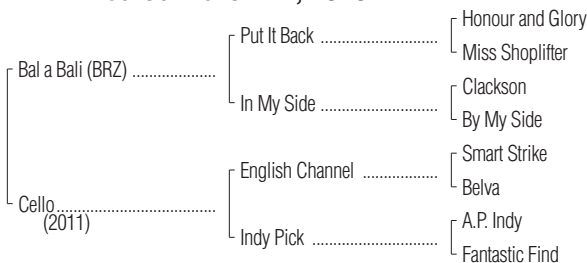 Put It Back ........................... Honour and Glory
Miss Shoplifter
Bal a Bali (BRZ) ...................
In My Side ........................... Clackson
By My Side
English Channel ................. Smart Strike
Belva
Cello.....................................
(2011)
Indy Pick ............................. A.P. Indy
Fantastic Find